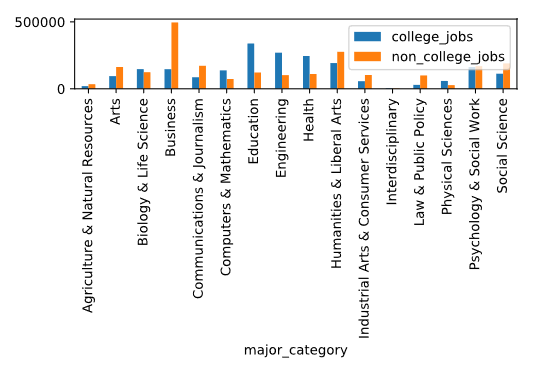 500000
0
college_jobs
non_college_jobs
Agriculture & Natural Resources
Arts
Biology & Life Science
Business
Communications & Journalism
Computers & Mathematics
Education
Engineering
Health
Humanities & Liberal Arts
Industrial Arts & Consumer Services
Interdisciplinary
Law & Public Policy
Physical Sciences
Psychology & Social Work
Social Science
major_category